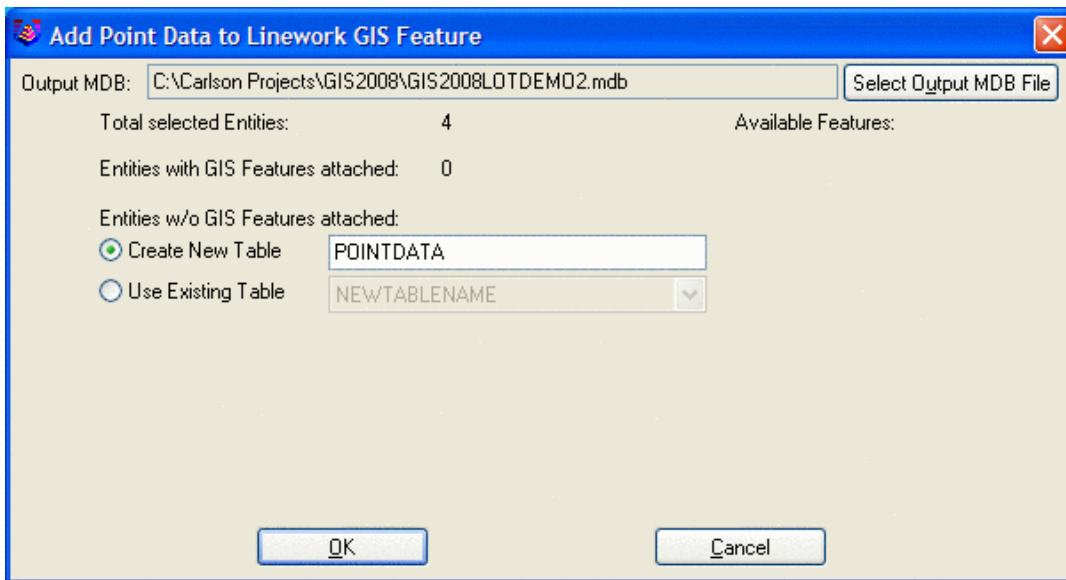 Add Point Data to Linework GIS Feature
Output MDB: C:\Carlson Projects\GIS2008\GIS2008LOTDEMO2.mdb Select Output MDB File
Total selected Entities: 4 Available Features:
Entities with GIS Features attached: 0
Entities w/o GIS Features attached:
Create New Table POINTDATA
Use Existing Table NEWTABLENAME
OK Cancel